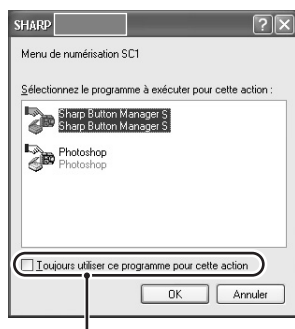 SHARP
Menu de numérisation SC1
Sélectionnez le programme à exécuter pour cette action :
Sharp Button Manager S
Sharp Button Manager S
Photoshop
Photoshop
Toujours utiliser ce programme pour cette action
OK Annuler